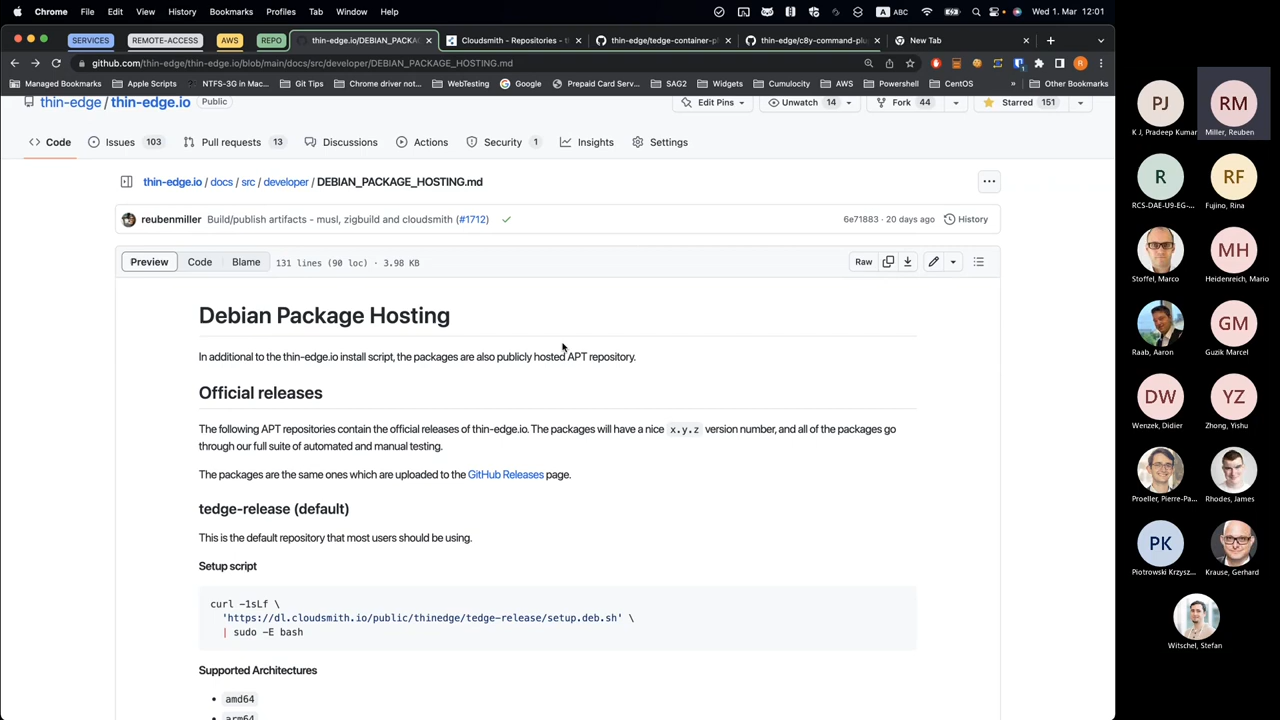 Chrome File Edit View History Bookmarks Profiles Tab Window Help A ABC Wed 1. Mar 12:01
SERVICES REMOTE-ACCESS AWS REPO thin-edge.io/DEBIAN_PACKA Cloudsmith - Repositories - th thin-edge/tedge-container-pl thin-edge/c8y-command-plu New Tab
github.com/thin-edge/thin-edge.io/blob/main/docs/src/developer/DEBIAN_PACKAGE_HOSTING.md
Managed Bookmarks Apple Scripts NTFS-3G in Mac... Git Tips Chrome driver not... Bookmarks Google Prepaid Card Serv... SAG2 Widgets Cumulocity AWS Powershell CentOS » Other Bookmarks
thin-edge / thin-edge.io Public Edit Pins Unwatch 14 Fork 44 Starred 151
Code Issues 103 Pull requests 13 Discussions Actions Security 1 Insights Settings
thin-edge.io / docs / src / developer / DEBIAN_PACKAGE_HOSTING.md
reubenmiller Build/publish artifacts - musl, zigbuild and cloudsmith (#1712) 6e71883 · 20 days ago History
Preview Code Blame 131 lines (90 loc) · 3.98 KB Raw
Debian Package Hosting
In additional to the thin-edge.io install script, the packages are also publicly hosted APT repository.
Official releases
The following APT repositories contain the official releases of thin-edge.io. The packages will have a nice x.y.z version number, and all of the packages go
through our full suite of automated and manual testing.
The packages are the same ones which are uploaded to the GitHub Releases page.
tedge-release (default)
This is the default repository that most users should be using.
Setup script
curl -1sLf \
'https://dl.cloudsmith.io/public/thinedge/tedge-release/setup.deb.sh' \
| sudo -E bash
Supported Architectures
• amd64
• arm64
PJ RM
K J, Pradeep Kumar Miller, Reuben
R RF
RCS-DAE-U9-EG-... Fujino, Rina
MH
Stoffel, Marco Heidenreich, Mario
GM
Raab, Aaron Guzik Marcel
DW YZ
Wenzek, Didier Zhong, Yishu
Proeller, Pierre-Pa... Rhodes, James
PK
Piotrowski Krzysz... Krause, Gerhard
Witschel, Stefan